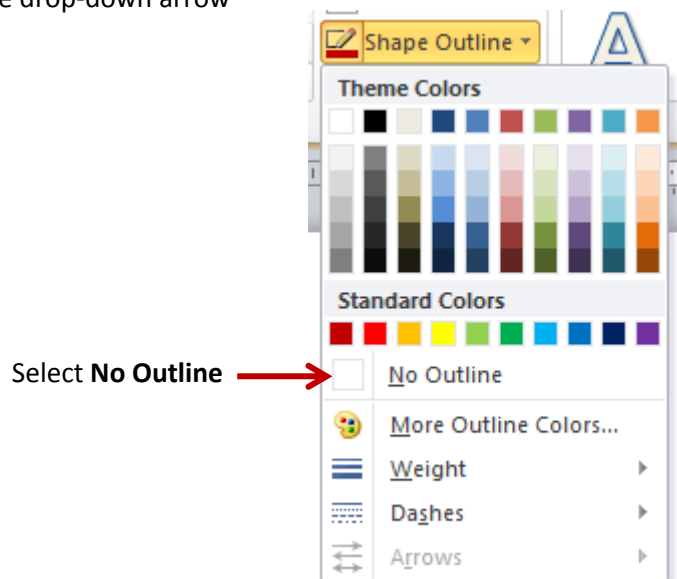 drop-down arrow
Shape Outline
Theme Colors
Standard Colors
Select No Outline
No Outline
More Outline Colors...
Weight
Dashes
Arrows